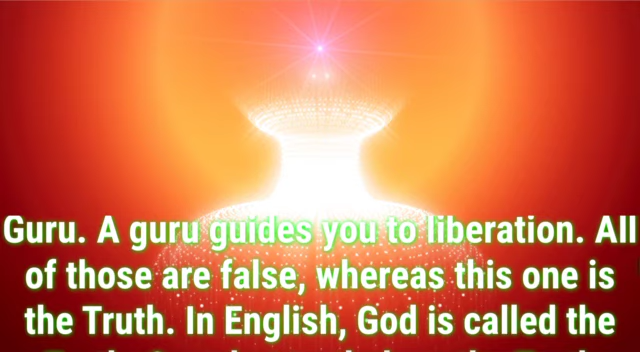 Guru. A guru guides you to liberation. All
of those are false, whereas this one is
the Truth. In English, God is called the